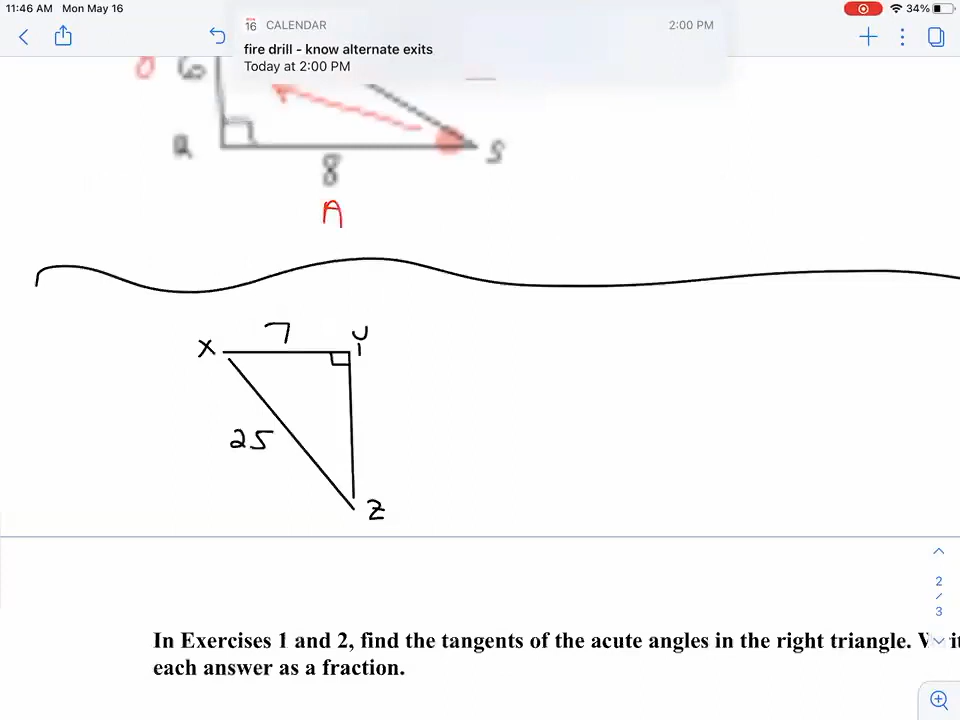 11:46 AM Mon May 16
34%
16 CALENDAR 2:00 PM
fire drill - know alternate exits
Today at 2:00 PM
O 6
R S
8
A
X 7 Y
25
Z
2
/
3
In Exercises 1 and 2, find the tangents of the acute angles in the right triangle.
each answer as a fraction.